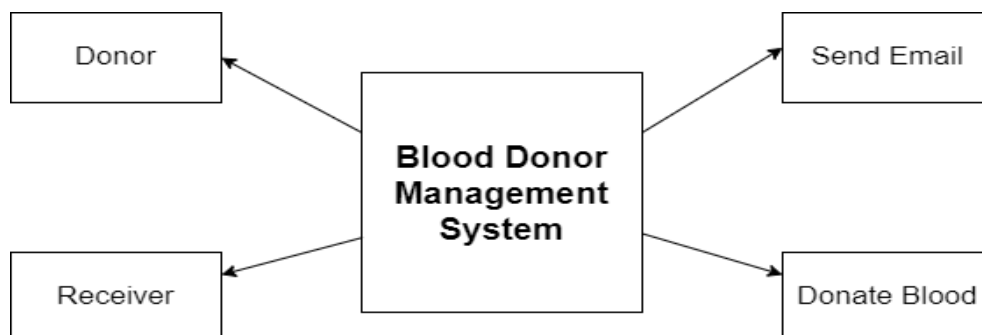 Donor
Send Email
Blood Donor
Management
System
Receiver
Donate Blood